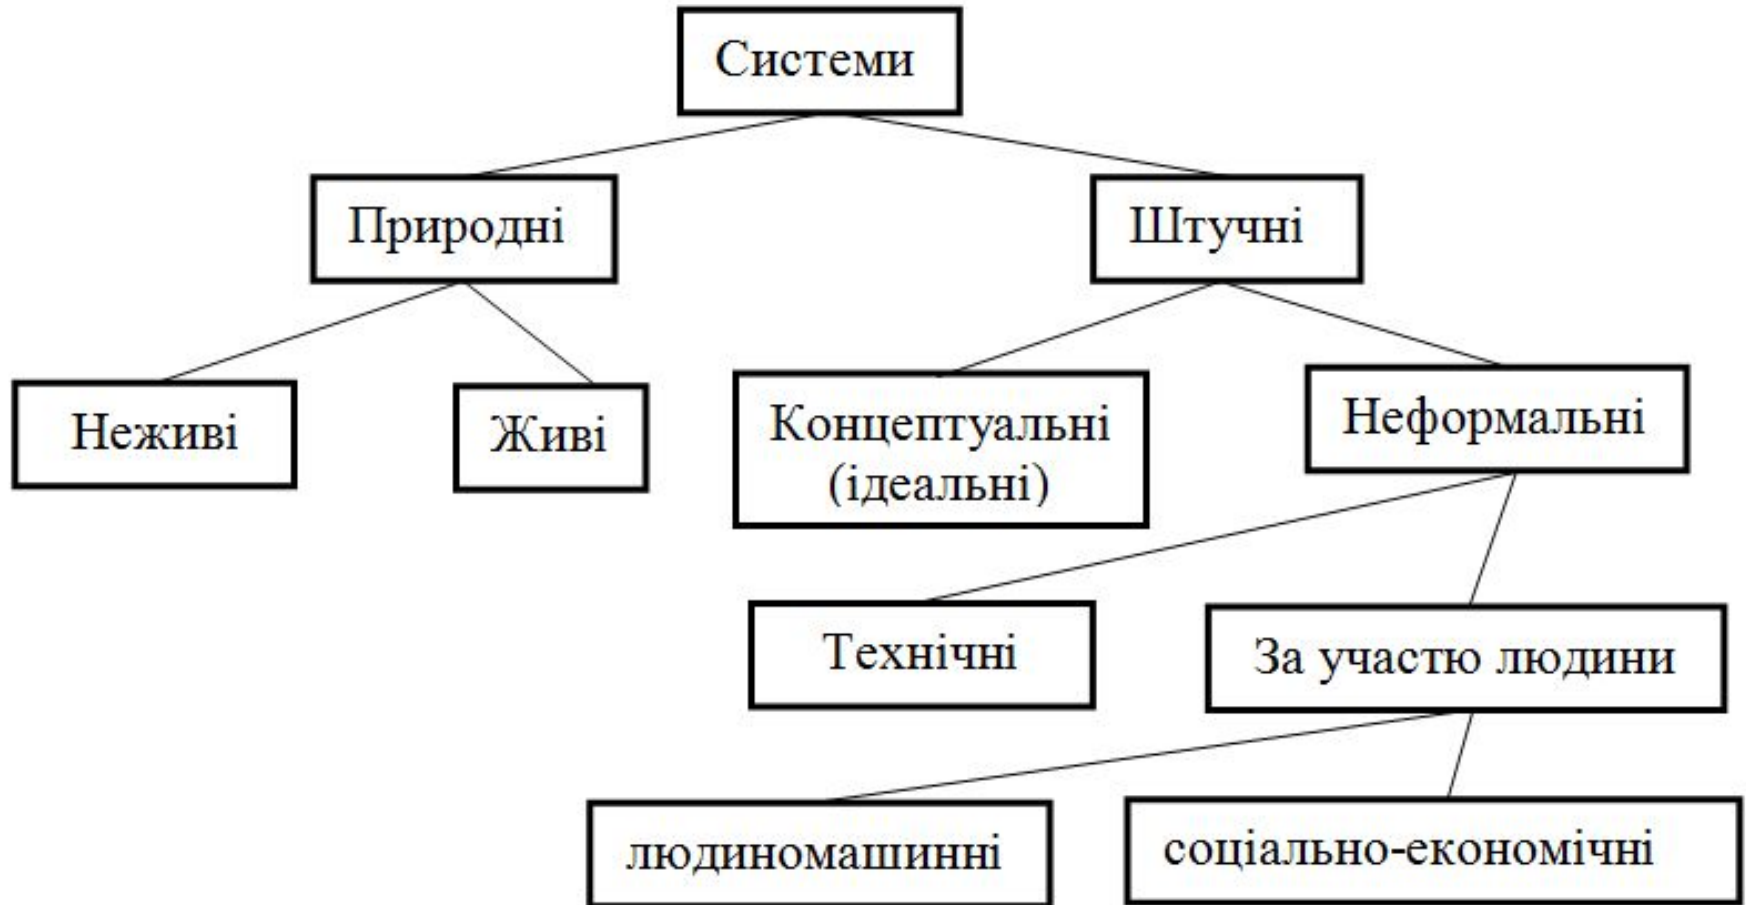 Системи
Природні
Штучні
Неживі
Живі
Концептуальні
(ідеальні)
Неформальні
Технічні
За участю людини
людиномашинні
соціально-економічні